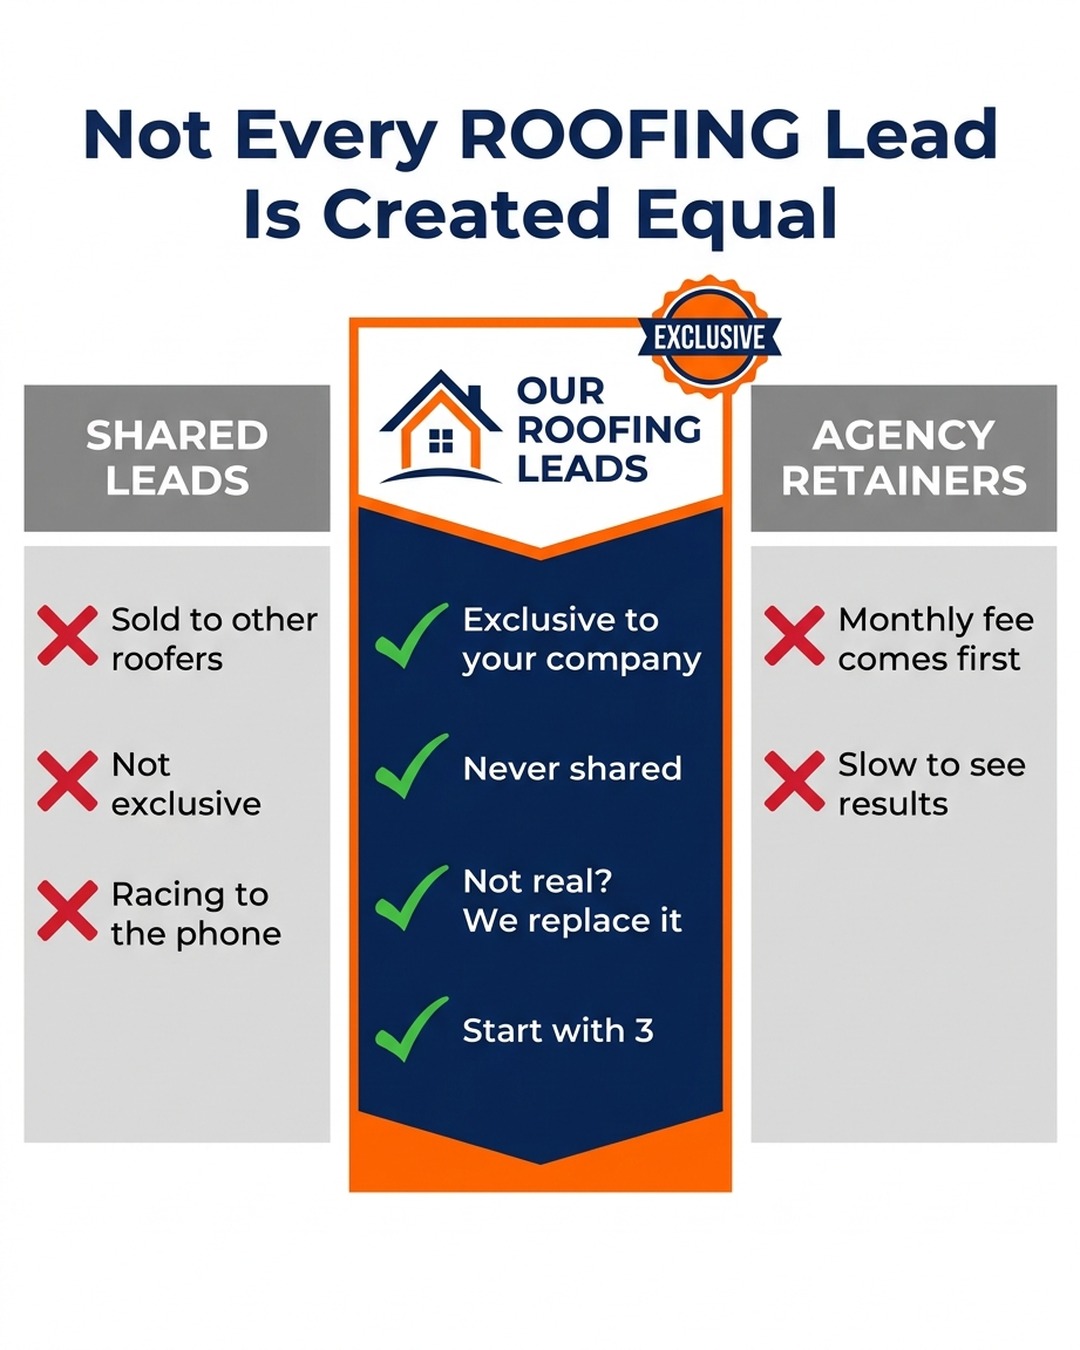 Not Every ROOFING Lead
Is Created Equal
EXCLUSIVE
SHARED
LEADS
Sold to other
roofers
Not
exclusive
Racing to
the phone
OUR
ROOFING
LEADS
Exclusive to
your company
Never shared
Not real?
We replace it
Start with 3
AGENCY
RETAINERS
Monthly fee
comes first
Slow to see
results